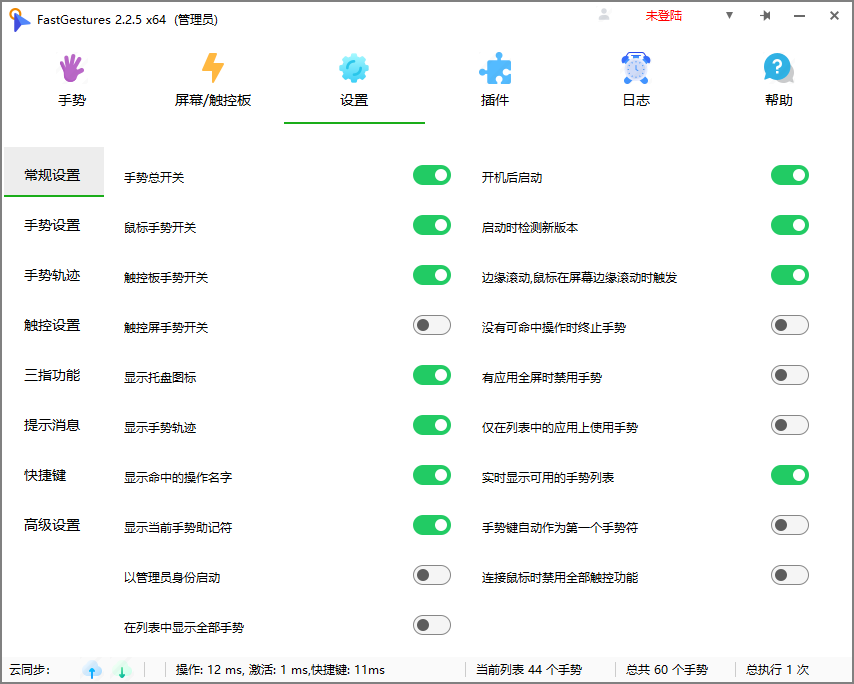 FastGestures 2.2.5 x64 (管理员)
未登陆
手势
屏幕/触控板
设置
插件
日志
帮助
常规设置
手势总开关
开机后启动
手势设置
鼠标手势开关
启动时检测新版本
手势轨迹
触控板手势开关
边缘滚动,鼠标在屏幕边缘滚动时触发
触控设置
触控屏手势开关
没有可命中操作时终止手势
三指功能
显示托盘图标
有应用全屏时禁用手势
提示消息
显示手势轨迹
仅在列表中的应用上使用手势
快捷键
显示命中的操作名字
实时显示可用的手势列表
高级设置
显示当前手势助记符
手势键自动作为第一个手势符
以管理员身份启动
连接鼠标时禁用全部触控功能
在列表中显示全部手势
云同步:
操作: 12 ms, 激活: 1 ms,快捷键: 11ms
当前列表 44 个手势
总共 60 个手势
总执行 1 次